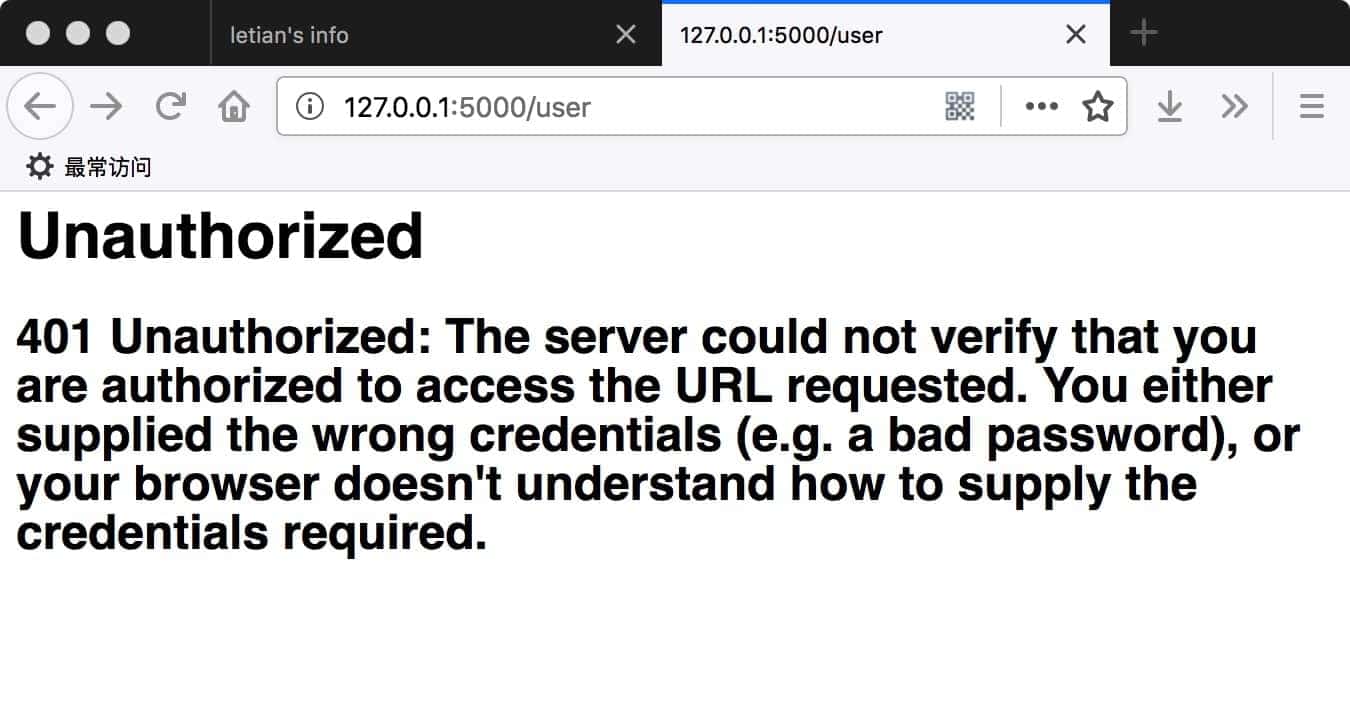 letian's info
127.0.0.1:5000/user
127.0.0.1:5000/user
最常访问
Unauthorized
401 Unauthorized: The server could not verify that you
are authorized to access the URL requested. You either
supplied the wrong credentials (e.g. a bad password), or
your browser doesn't understand how to supply the
credentials required.